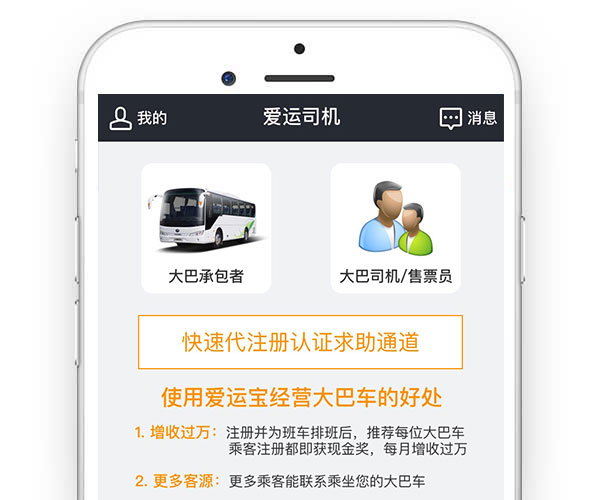 我的 爱运司机 消息
大巴承包者 大巴司机/售票员
快速代注册认证求助通道
使用爱运宝经营大巴车的好处
1. 增收过万：注册并为班车排班后，推荐每位大巴车
乘客注册都即获现金奖，每月增收过万
2. 更多客源：更多乘客能联系乘坐您的大巴车